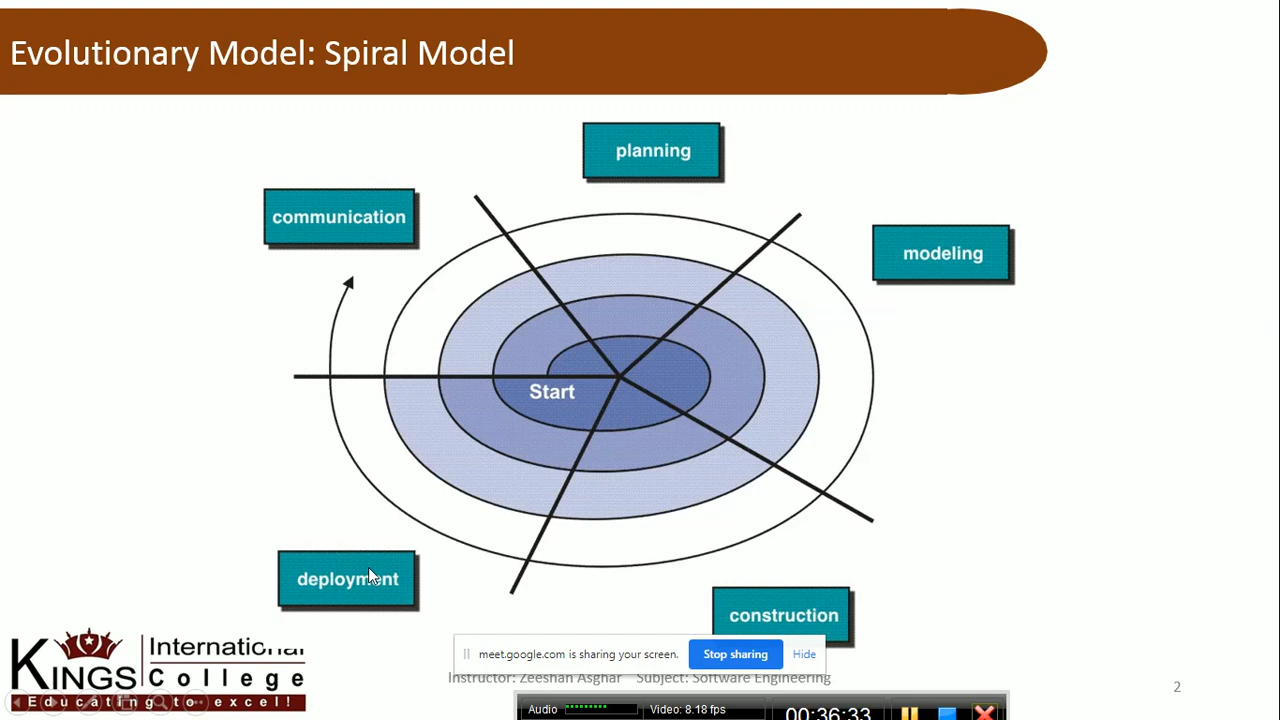 Evolutionary Model: Spiral Model
planning
communication
modeling
Start
deployment
construction
KINGS International College
Educating to excel!
meet.google.com is sharing your screen. Stop sharing Hide
Instructor: Zeeshan Asghar Subject: Software Engineering
2
Audio Video: 8.18 fps 00:36:33